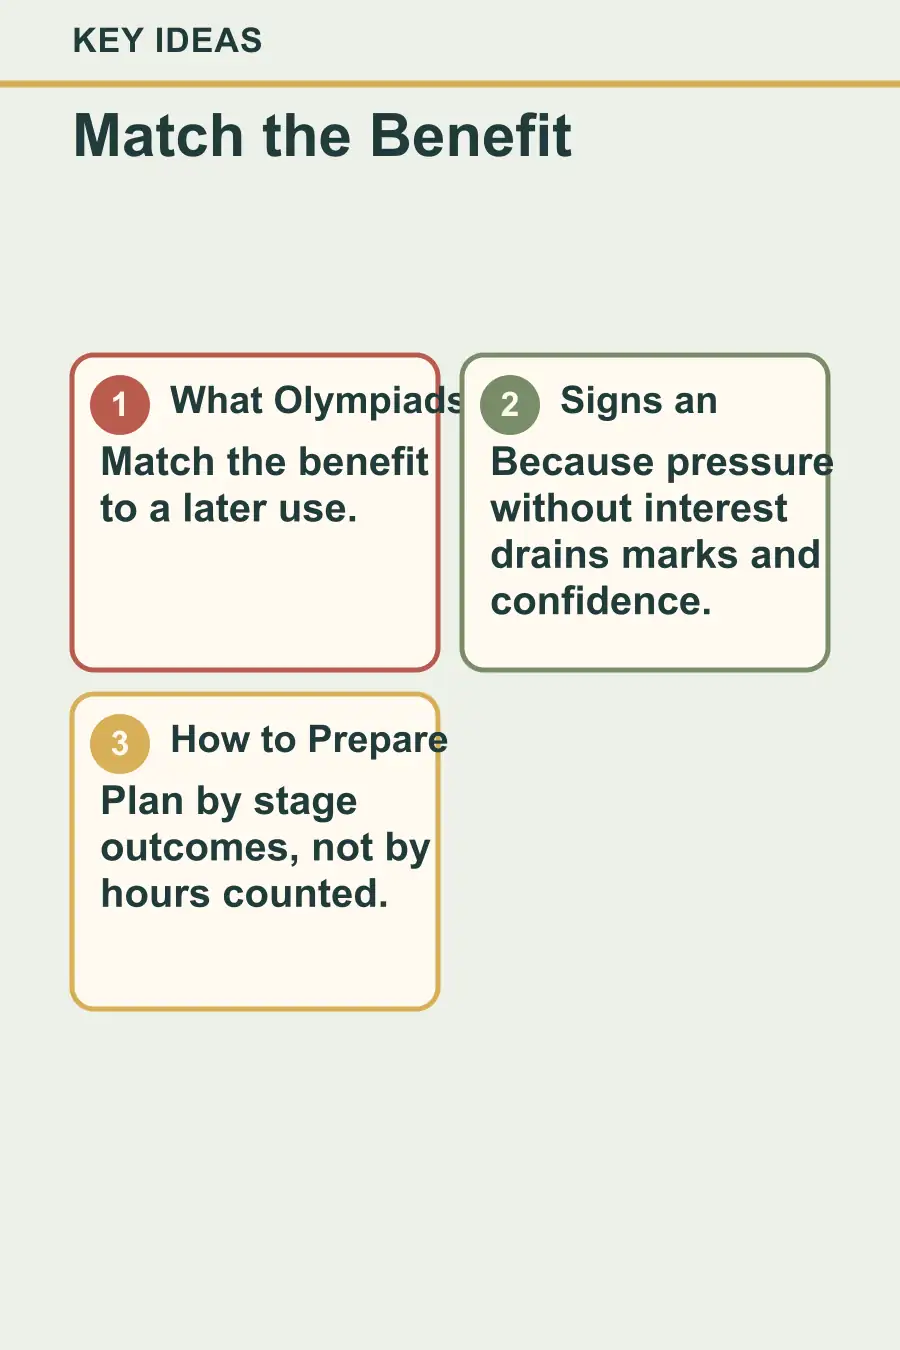 KEY IDEAS
Match the Benefit
1 What Olympiads
Match the benefit
to a later use.
2 Signs an
Because pressure
without interest
drains marks and
confidence.
3 How to Prepare
Plan by stage
outcomes, not by
hours counted.